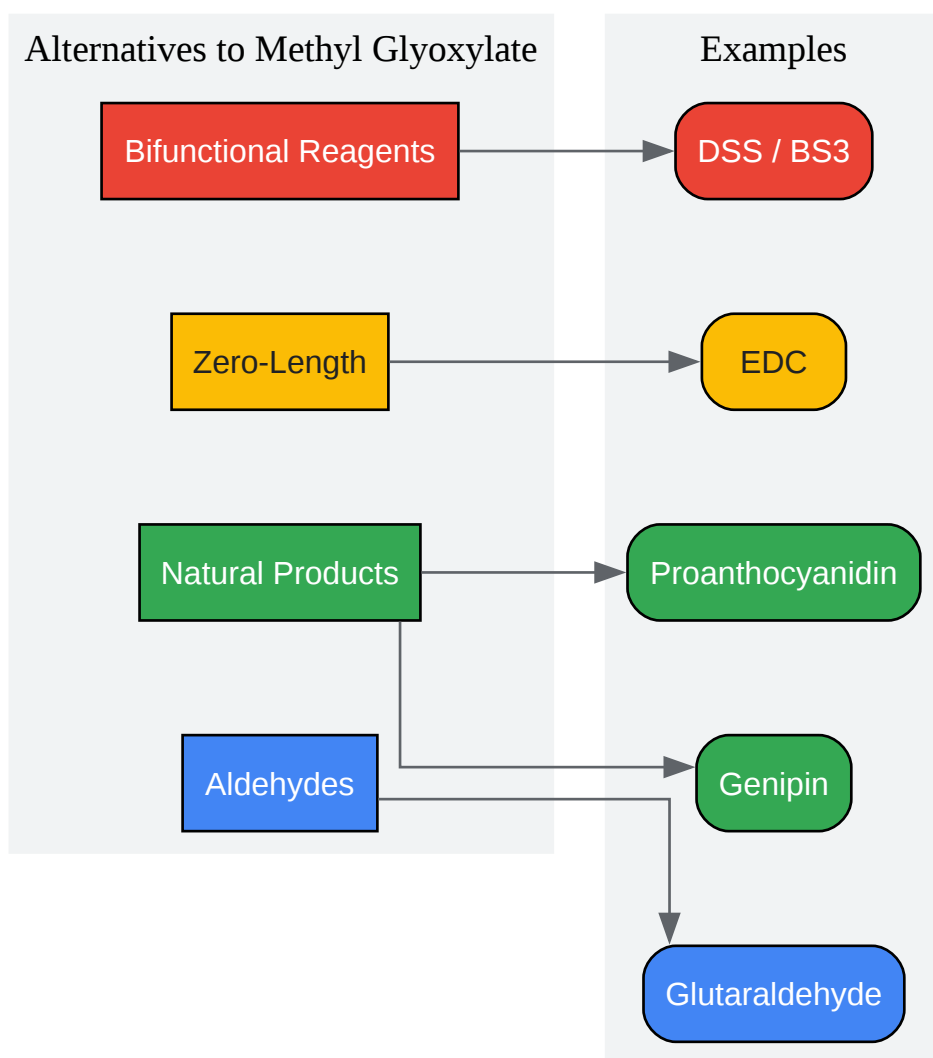 Alternatives to Methyl Glyoxylate
Examples
Bifunctional Reagents
DSS / BS3
Zero-Length
EDC
Natural Products
Proanthocyanidin
Aldehydes
Genipin
Glutaraldehyde